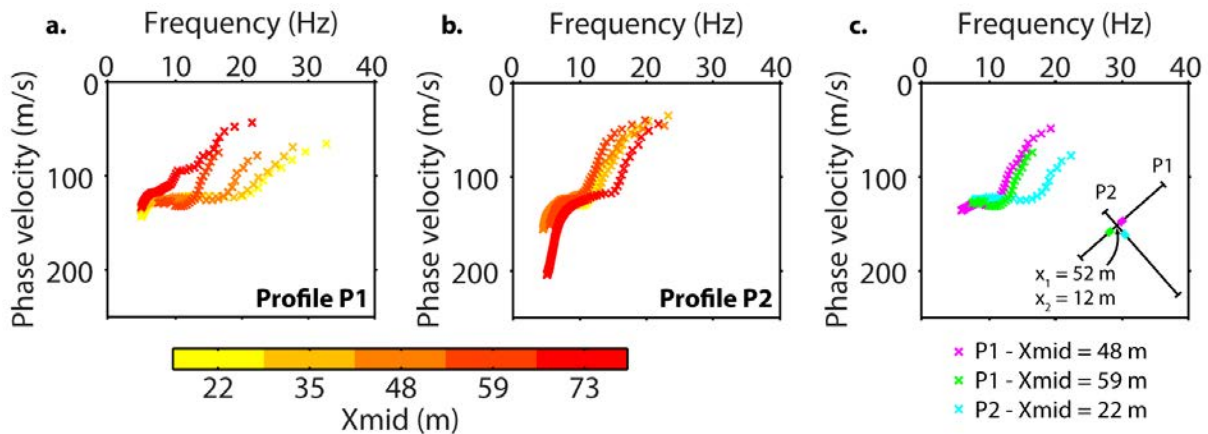 a. Frequency (Hz)
0 10 20 30 40
Phase velocity (m/s)
0
100
200
Profile P1
b. Frequency (Hz)
0 10 20 30 40
Phase velocity (m/s)
0
100
200
Profile P2
c. Frequency (Hz)
0 10 20 30 40
Phase velocity (m/s)
0
100
200
P1
P2
x₁ = 52 m
x₂ = 12 m
22 35 48 59 73
Xmid (m)
P1 - Xmid = 48 m
P1 - Xmid = 59 m
P2 - Xmid = 22 m